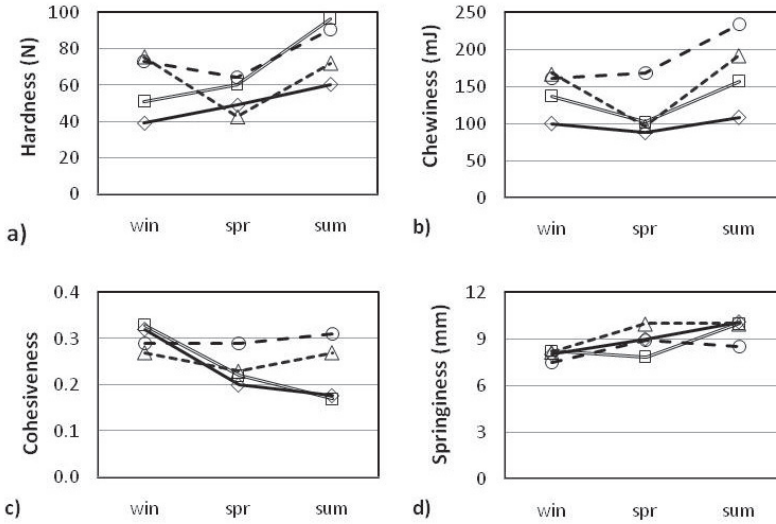 Hardness (N)
100
80
60
40
20
0
win spr sum
a)
Chewiness (mJ)
250
200
150
100
50
0
win spr sum
b)
Cohesiveness
0.4
0.3
0.2
0.1
0.0
win spr sum
c)
Springiness (mm)
12
9
6
3
0
win spr sum
d)